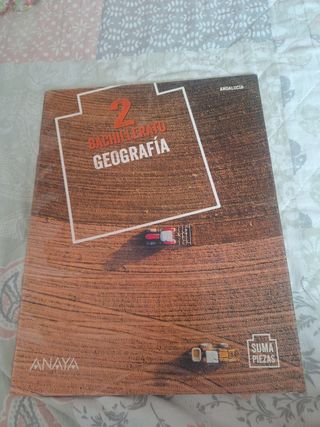 ANDALUCÍA
2
BACHILLERATO
GEOGRAFÍA
SUMA
PIEZAS
ANAYA